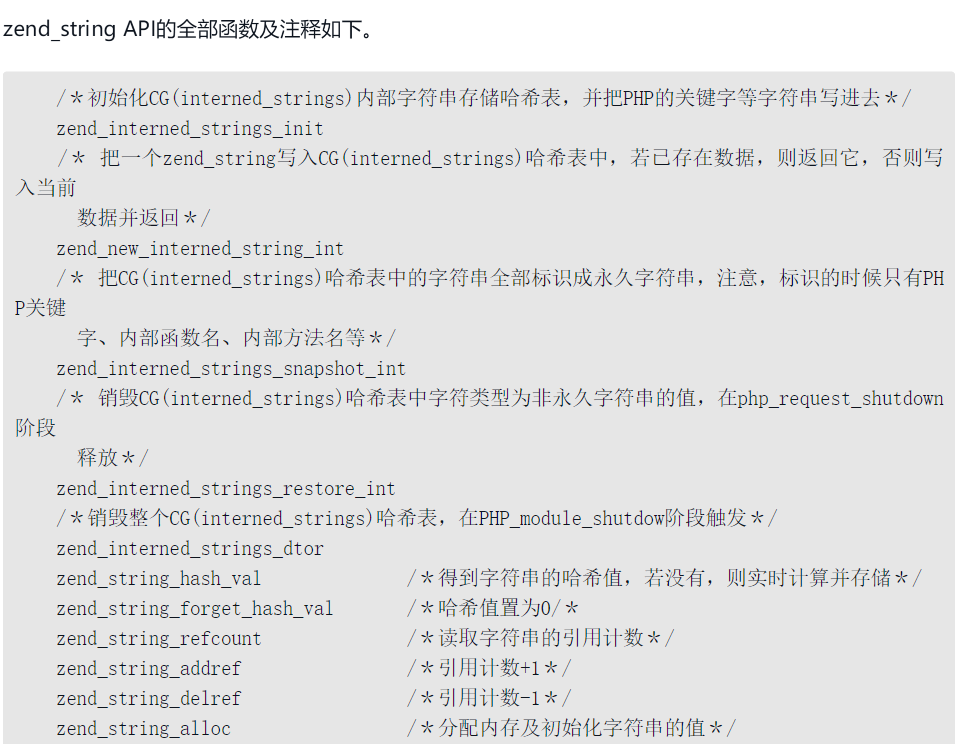 zend_string API的全部函数及注释如下。
/＊初始化CG(interned_strings)内部字符串存储哈希表，并把PHP的关键字等字符串写进去＊/
zend_interned_strings_init
/＊ 把一个zend_string写入CG(interned_strings)哈希表中，若已存在数据，则返回它，否则写
入当前
数据并返回＊/
zend_new_interned_string_int
/＊ 把CG(interned_strings)哈希表中的字符串全部标识成永久字符串，注意，标识的时候只有PH
P关键
字、内部函数名、内部方法名等＊/
zend_interned_strings_snapshot_int
/＊ 销毁CG(interned_strings)哈希表中字符类型为非永久字符串的值，在php_request_shutdown
阶段
释放＊/
zend_interned_strings_restore_int
/＊销毁整个CG(interned_strings)哈希表，在PHP_module_shutdow阶段触发＊/
zend_interned_strings_dtor
zend_string_hash_val /＊得到字符串的哈希值，若没有，则实时计算并存储＊/
zend_string_forget_hash_val /＊哈希值置为0/＊
zend_string_refcount /＊读取字符串的引用计数＊/
zend_string_addref /＊引用计数+1＊/
zend_string_delref /＊引用计数-1＊/
zend_string_alloc /＊分配内存及初始化字符串的值＊/